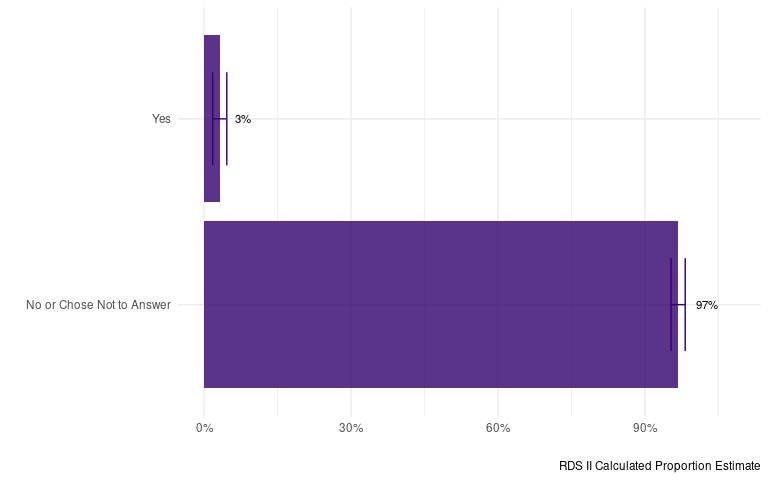 Yes
3%
No or Chose Not to Answer
97%
0%
30%
60%
90%
RDS II Calculated Proportion Estimate